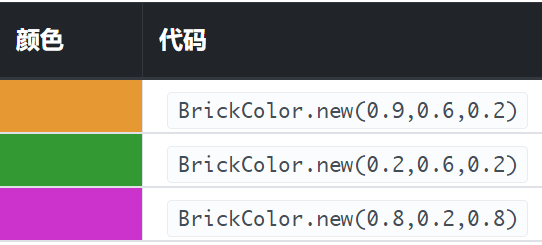 颜色 代码
BrickColor.new(0.9,0.6,0.2)
BrickColor.new(0.2,0.6,0.2)
BrickColor.new(0.8,0.2,0.8)